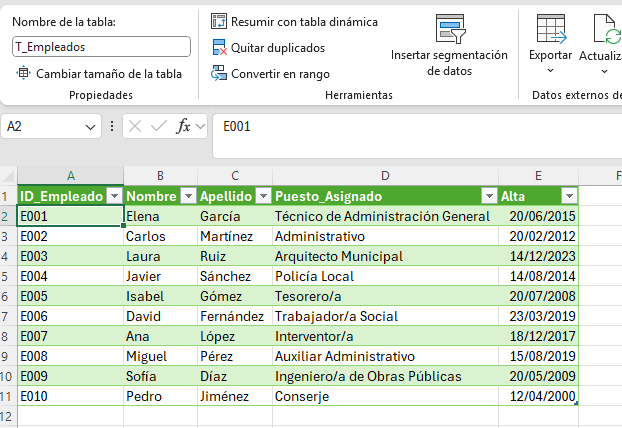 Nombre de la tabla:
T_Empleados
Cambiar tamaño de la tabla
Propiedades
Resumir con tabla dinámica
Quitar duplicados
Convertir en rango
Insertar segmentación
de datos
Herramientas
Exportar
Actualiza
Datos externos de
A2
fx
E001
A B C D E F
1 ID_Empleado Nombre Apellido Puesto_Asignado Alta
2 E001 Elena García Técnico de Administración General 20/06/2015
3 E002 Carlos Martínez Administrativo 20/02/2012
4 E003 Laura Ruiz Arquitecto Municipal 14/12/2023
5 E004 Javier Sánchez Policía Local 14/08/2014
6 E005 Isabel Gómez Tesorero/a 20/07/2008
7 E006 David Fernández Trabajador/a Social 23/03/2019
8 E007 Ana López Interventor/a 18/12/2017
9 E008 Miguel Pérez Auxiliar Administrativo 15/08/2019
10 E009 Sofía Díaz Ingeniero/a de Obras Públicas 20/05/2009
11 E010 Pedro Jiménez Conserje 12/04/2000
12